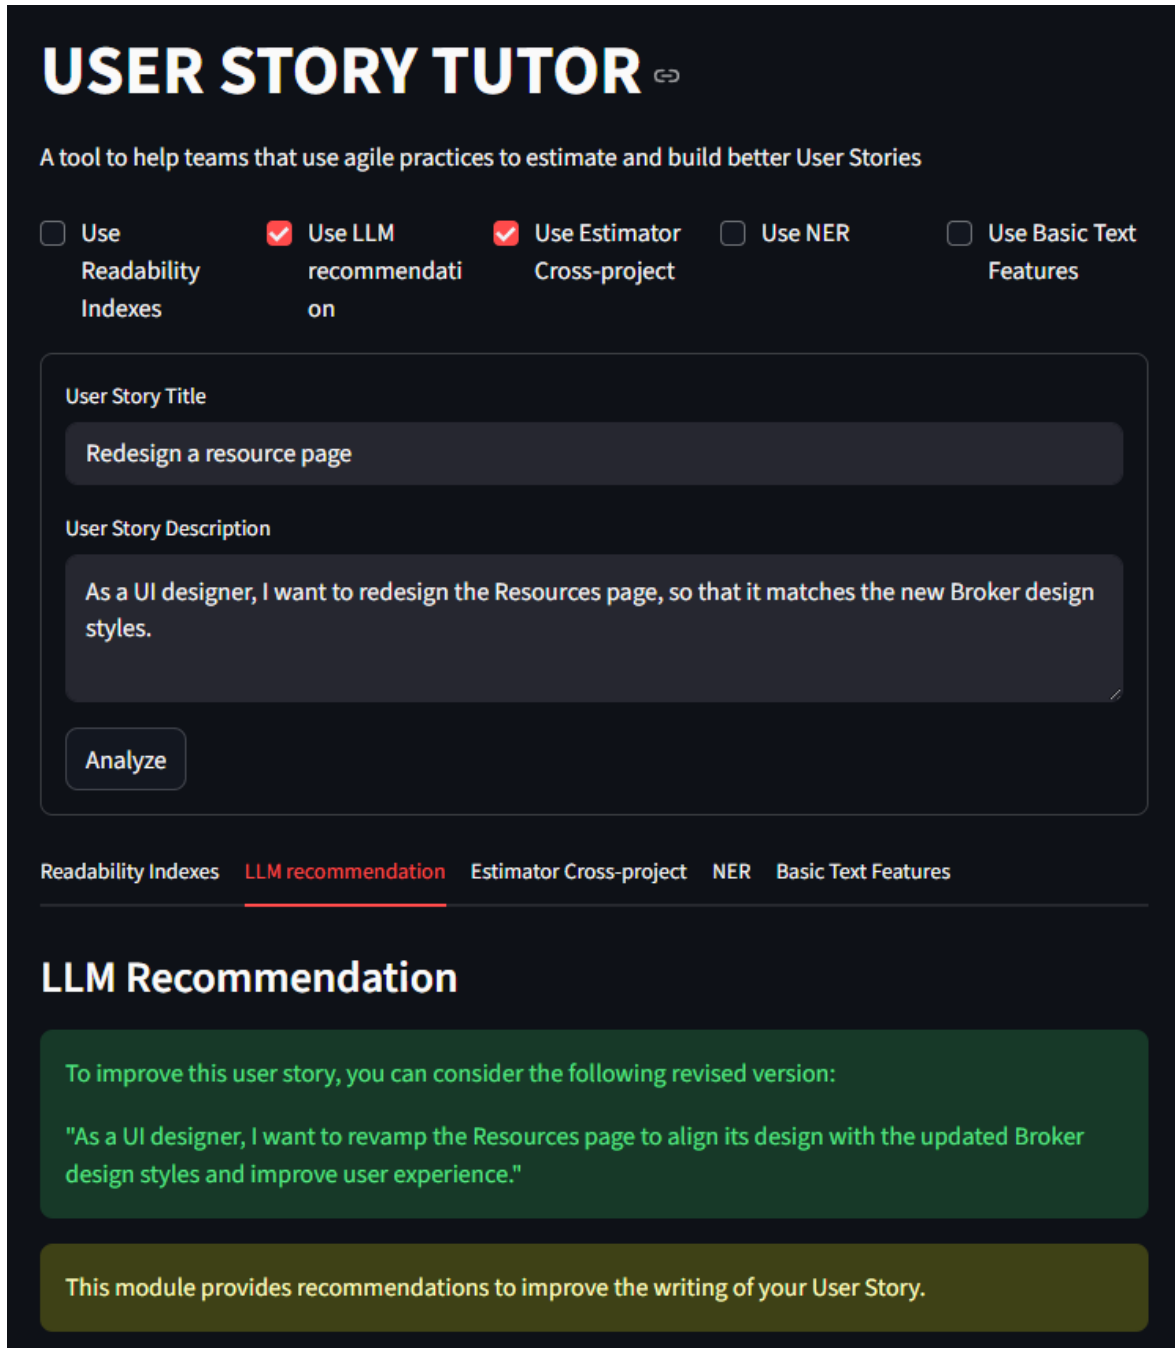 USER STORY TUTOR
A tool to help teams that use agile practices to estimate and build better User Stories
Use
Readability
Indexes
Use LLM
recommendati
on
Use Estimator
Cross-project
Use NER
Use Basic Text
Features
User Story Title
Redesign a resource page
User Story Description
As a UI designer, I want to redesign the Resources page, so that it matches the new Broker design
styles.
Analyze
Readability Indexes LLM recommendation Estimator Cross-project NER Basic Text Features
LLM Recommendation
To improve this user story, you can consider the following revised version:
"As a UI designer, I want to revamp the Resources page to align its design with the updated Broker
design styles and improve user experience."
This module provides recommendations to improve the writing of your User Story.